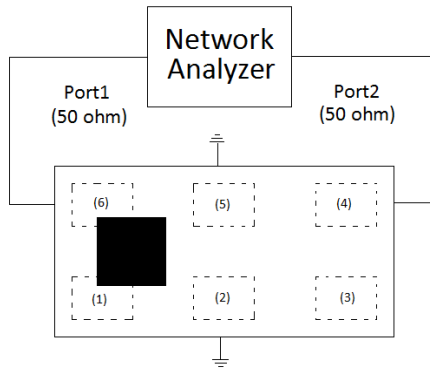 Network
Analyzer
Port1
(50 ohm)
Port2
(50 ohm)
(6)
(5)
(4)
(1)
(2)
(3)